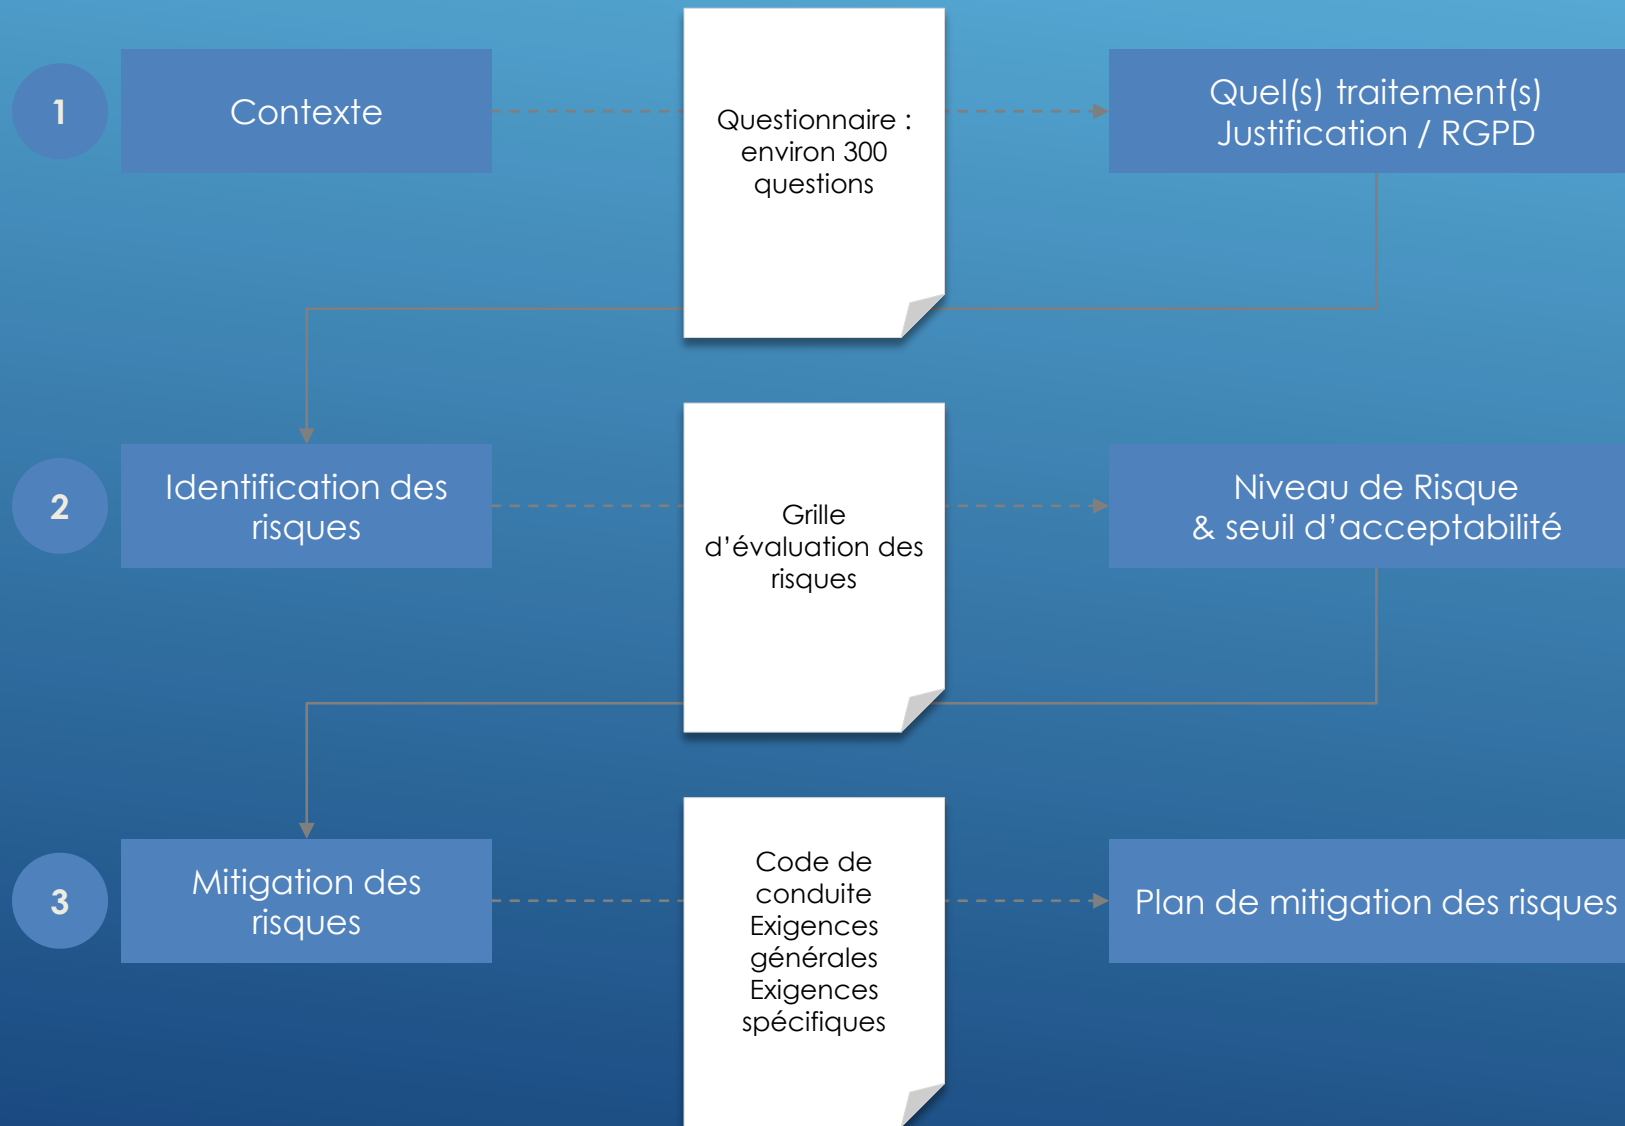 1
Contexte
Questionnaire :
environ 300
questions
Quel(s) traitement(s)
Justification / RGPD
2
Identification des
risques
Grille
d’évaluation des
risques
Niveau de Risque
& seuil d’acceptabilité
3
Mitigation des
risques
Code de
conduite
Exigences
générales
Exigences
spécifiques
Plan de mitigation des risques